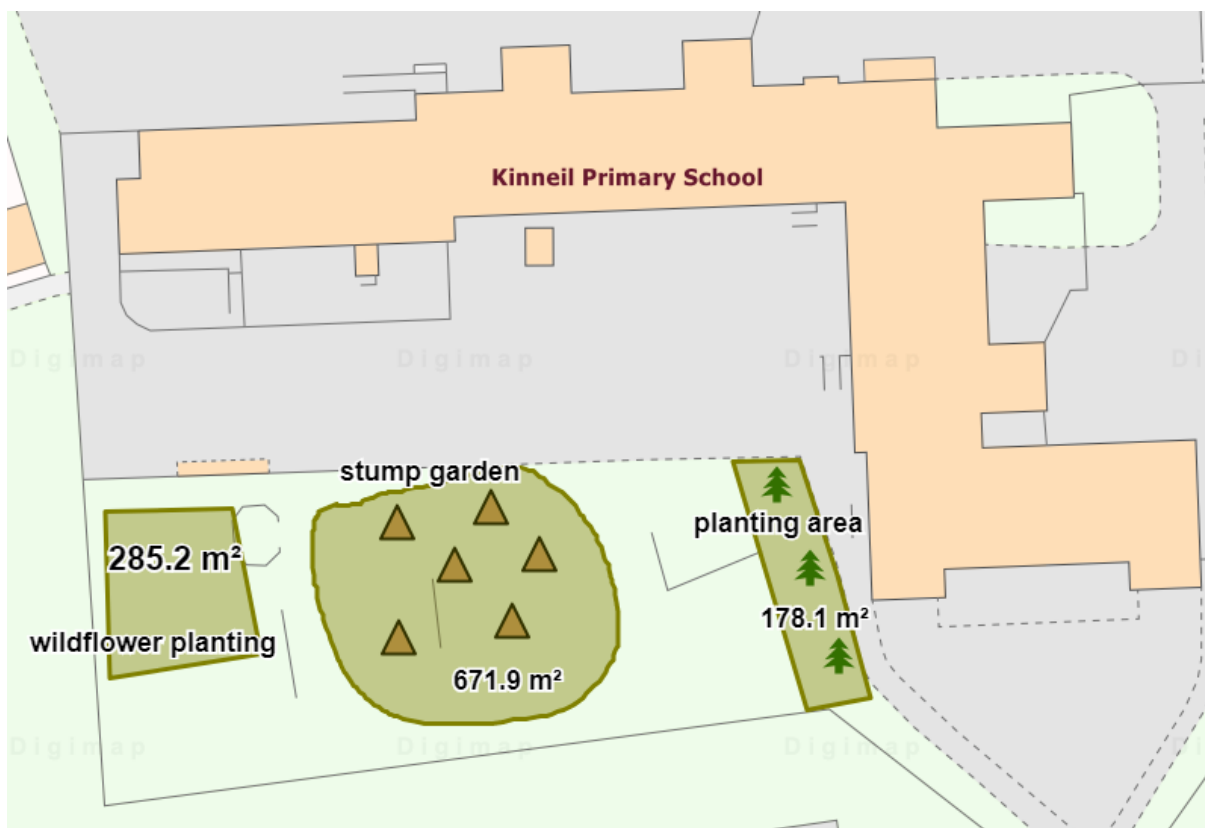 Kinneil Primary School
Digimap Digimap Digimap Di
stump garden
planting area
285.2 m²
178.1 m²
wildflower planting
671.9 m²
Digimap Digimap Digimap